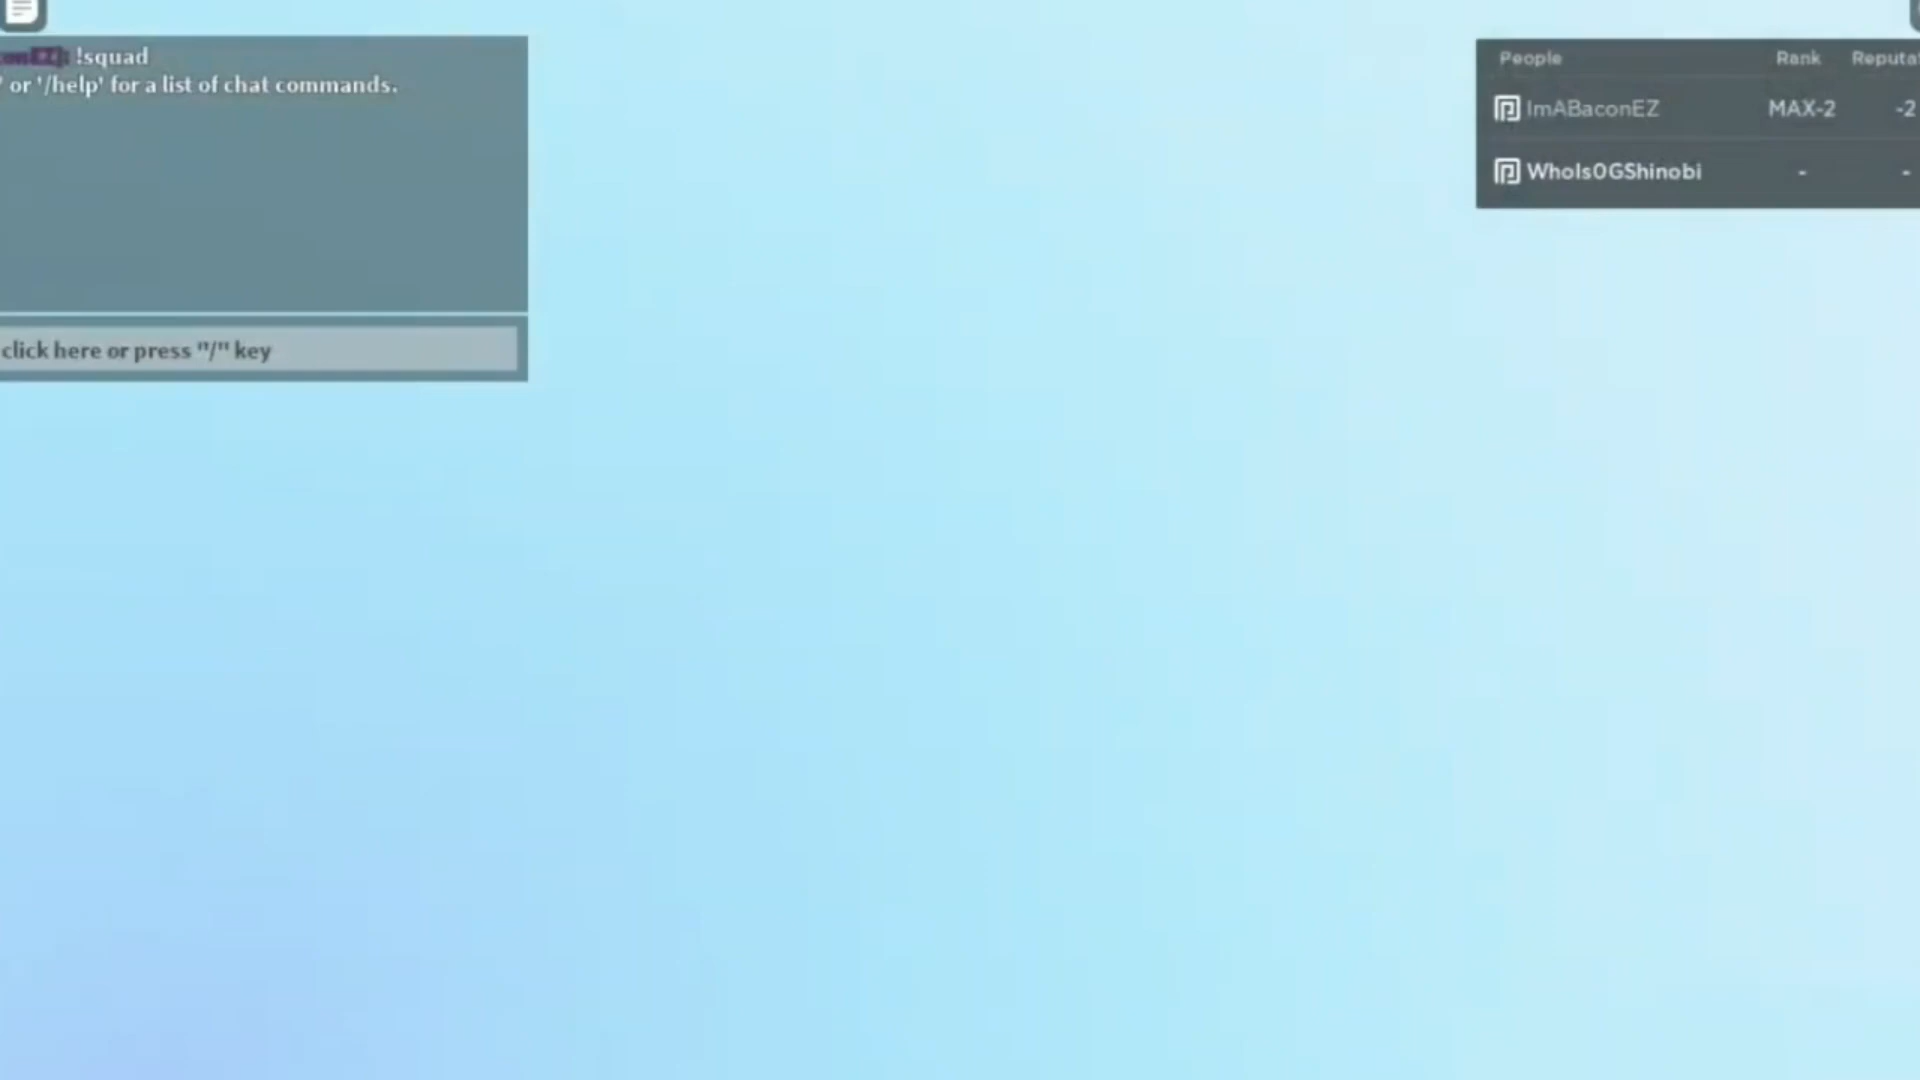 !squad
' or '/help' for a list of chat commands.
click here or press "/" key
People Rank Reputat
ImABaconEZ MAX-2 -2
WhoIs0GShinobi - -